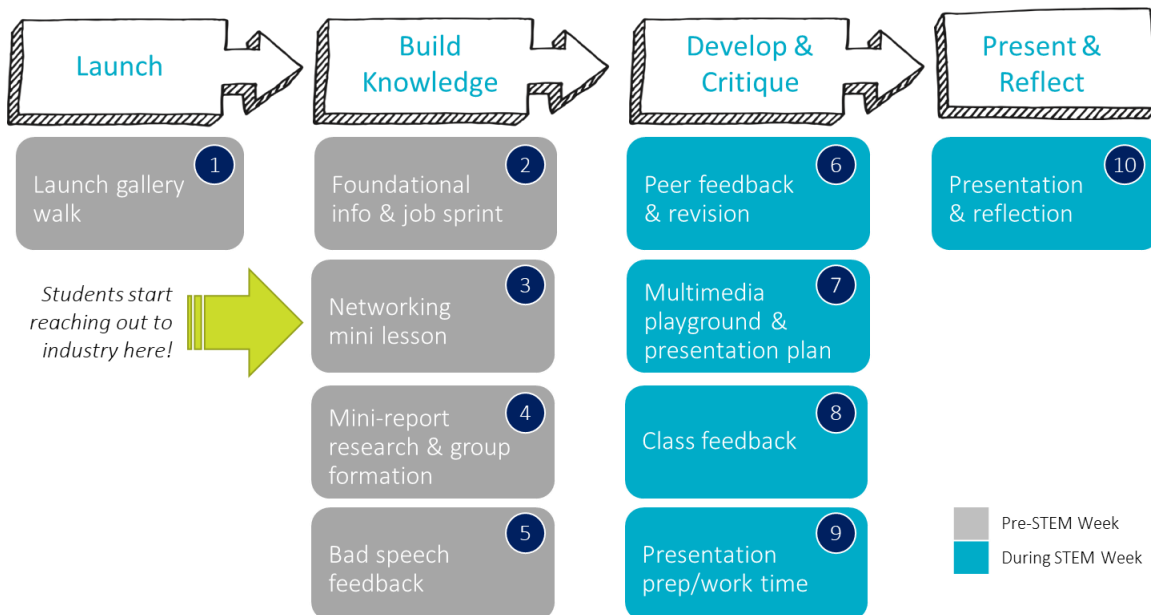 Launch
Build
Knowledge
Develop &
Critique
Present &
Reflect
1
Launch gallery
walk
2
Foundational
info & job sprint
6
Peer feedback
& revision
10
Presentation
& reflection
Students start
reaching out to
industry here!
3
Networking
mini lesson
7
Multimedia
playground &
presentation plan
4
Mini-report
research & group
formation
8
Class feedback
5
Bad speech
feedback
9
Presentation
prep/work time
Pre-STEM Week
During STEM Week